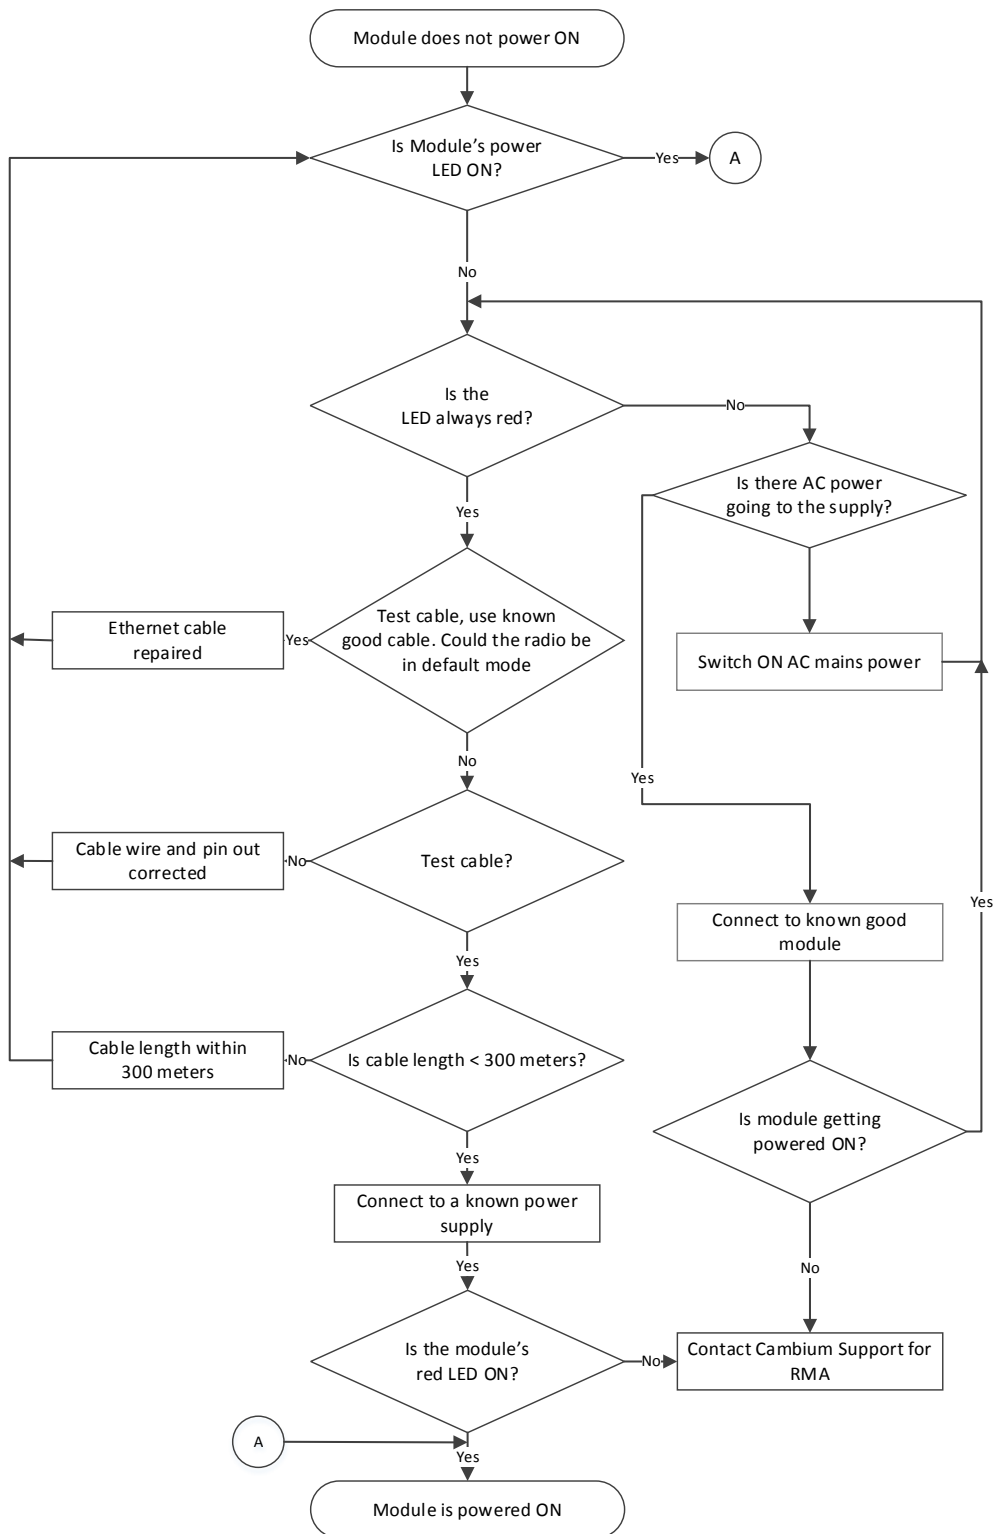 Module does not power ON
Is Module's power
LED ON?
Yes
A
No
Is the
LED always red?
No
Is there AC power
going to the supply?
Yes
Test cable, use known
good cable. Could the radio be
in default mode
Yes
Ethernet cable
repaired
Switch ON AC mains power
No
Yes
Test cable?
No
Cable wire and pin out
corrected
Yes
Connect to known good
module
Yes
Is cable length < 300 meters?
No
Cable length within
300 meters
Is module getting
powered ON?
Yes
Connect to a known power
supply
Yes
No
Is the module's
red LED ON?
No
Contact Cambium Support for
RMA
A
Yes
Module is powered ON